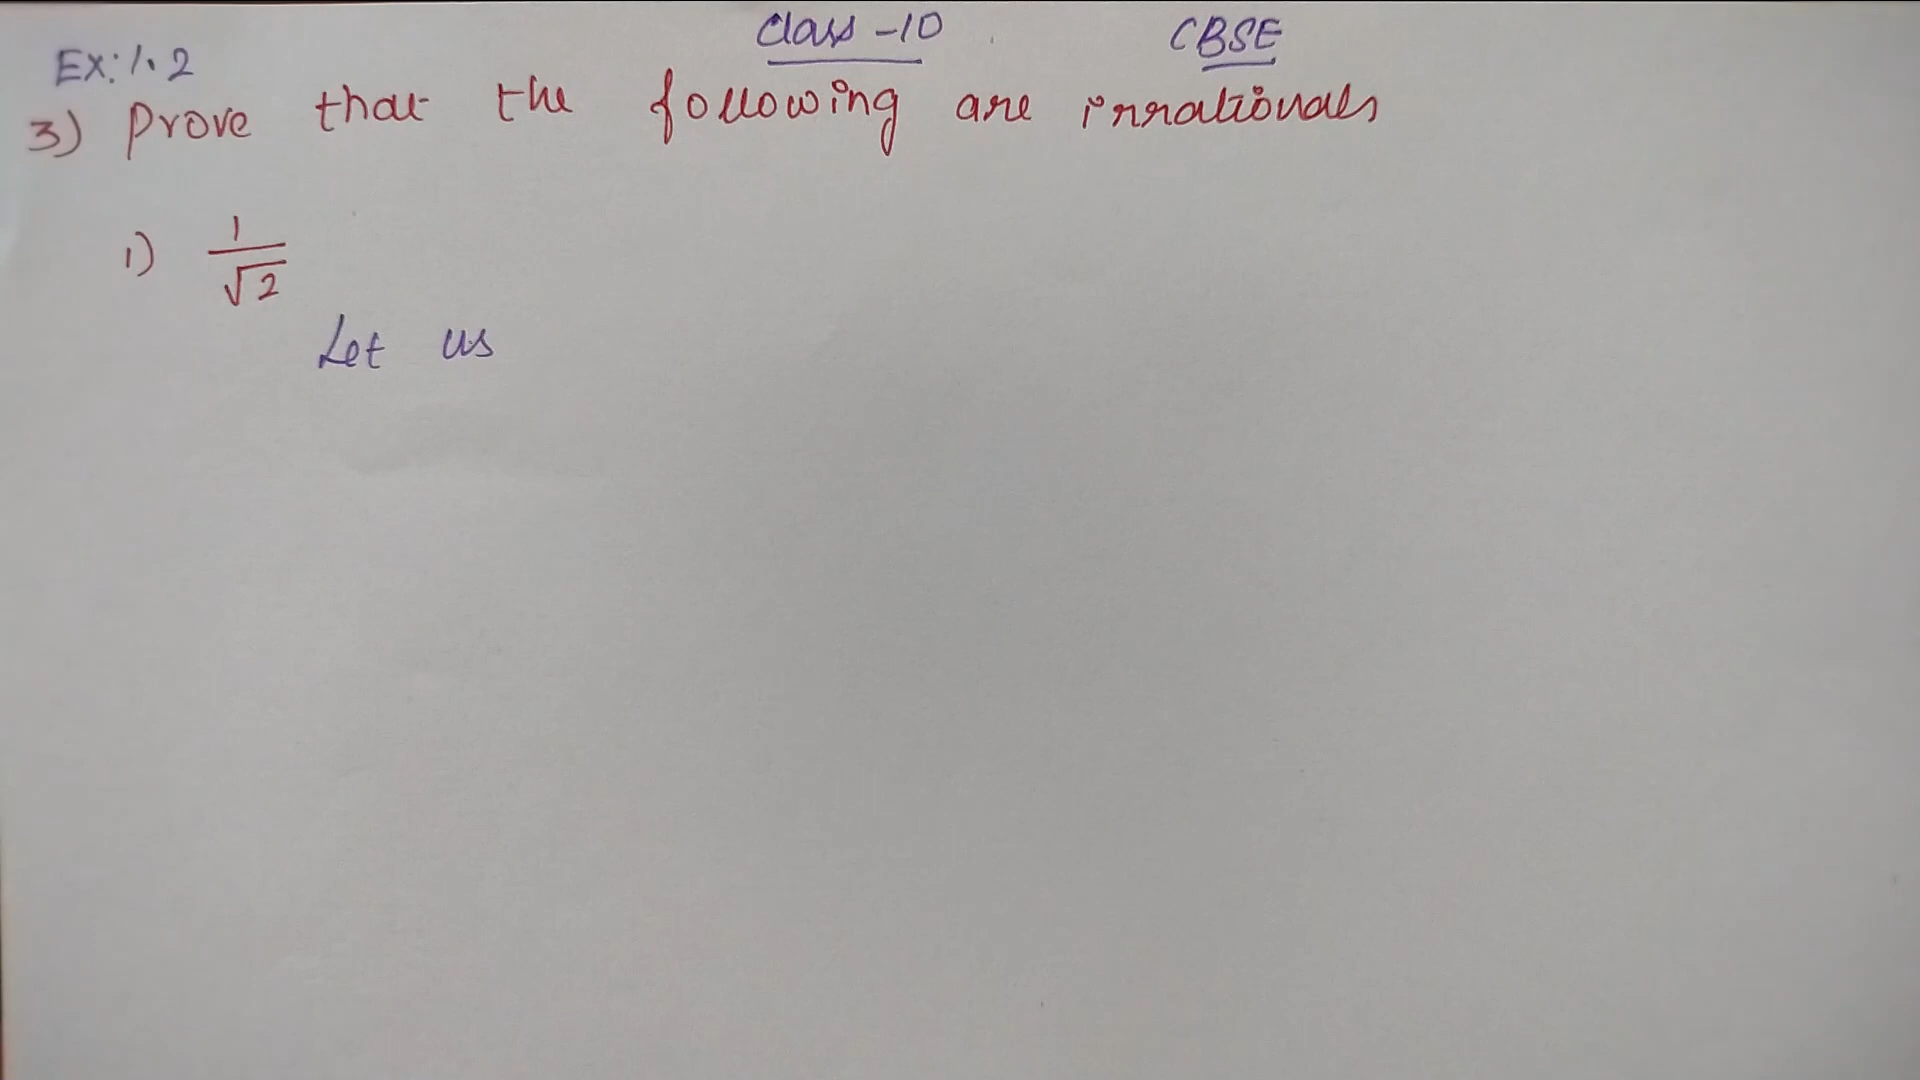 Class -10 CBSE
Ex: 1.2
3) Prove that the following are irrationals
1) 1/√2
Let us